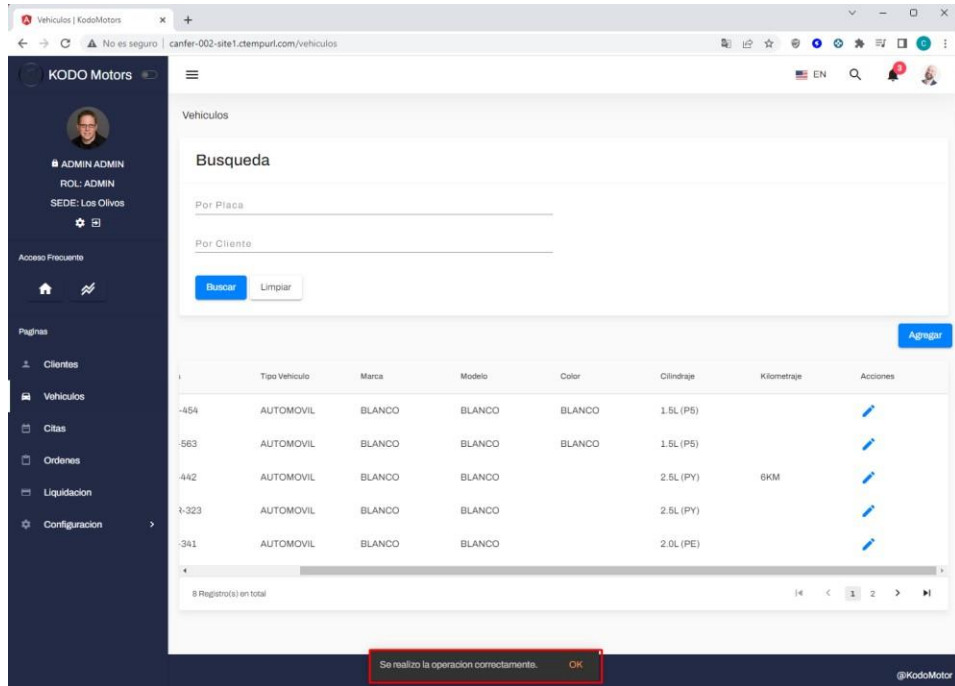 Vehiculos | KodoMotors
No es seguro | canfer-002-site1.ctempurl.com/vehiculos
KODO Motors
EN
3
C
ADMIN ADMIN
ROL: ADMIN
SEDE: Los Olivos
Acceso Frecuente
Paginas
Clientes
Vehiculos
Citas
Ordenes
Liquidacion
Configuracion
Vehiculos
Busqueda
Por Placa
Por Cliente
Buscar Limpiar
Agregar
Tipo Vehiculo Marca Modelo Color Cilindraje Kilometraje Acciones
-454 AUTOMOVIL BLANCO BLANCO BLANCO 1.5L (P5)
-563 AUTOMOVIL BLANCO BLANCO BLANCO 1.5L (P5)
-442 AUTOMOVIL BLANCO BLANCO 2.5L (PY) 6KM
-323 AUTOMOVIL BLANCO BLANCO 2.5L (PY)
-341 AUTOMOVIL BLANCO BLANCO 2.0L (PE)
8 Registro(s) en total
1 2
Se realizo la operacion correctamente. OK
@KodoMotor